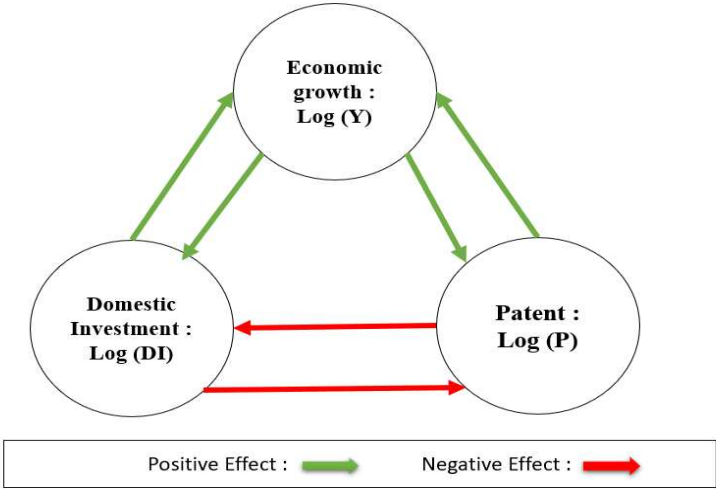 Economic
growth :
Log (Y)
Domestic
Investment :
Log (DI)
Patent :
Log (P)
Positive Effect :
Negative Effect :